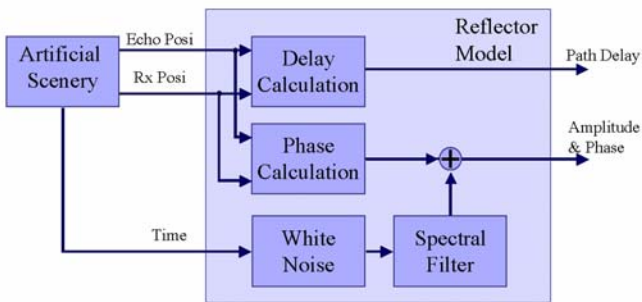 Reflector
Model
Artificial
Scenery
Echo Posi
Rx Posi
Time
Delay
Calculation
Phase
Calculation
White
Noise
Spectral
Filter
Path Delay
Amplitude
& Phase